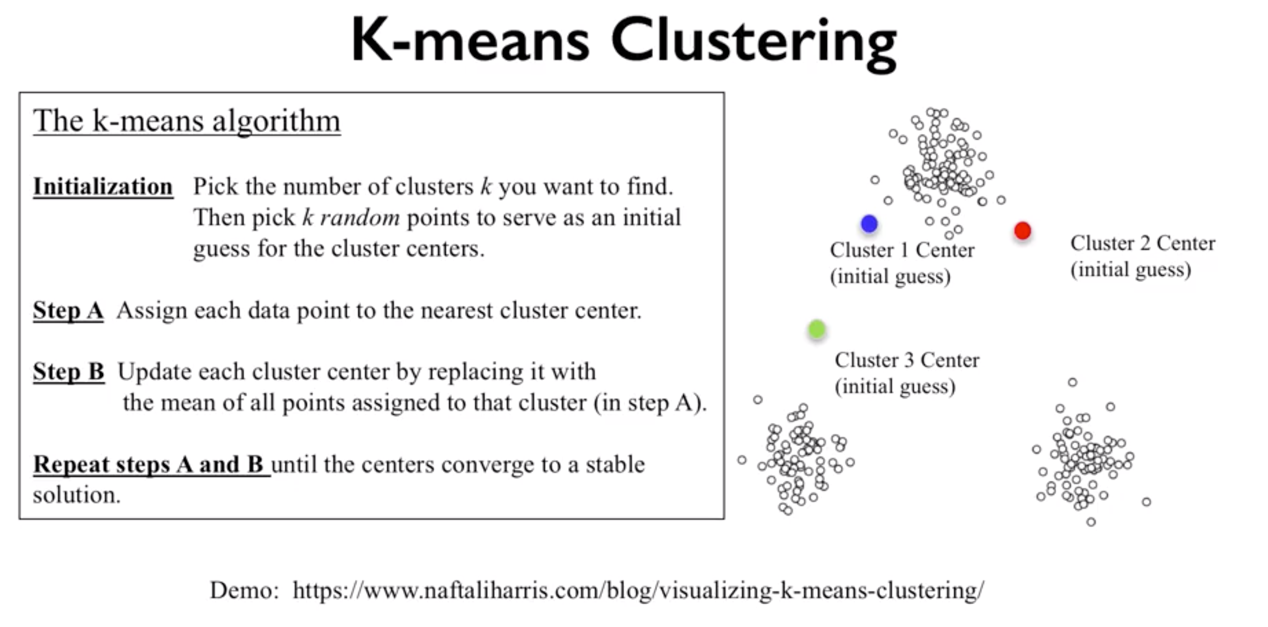 K-means Clustering
The k-means algorithm
Initialization Pick the number of clusters k you want to find.
Then pick k random points to serve as an initial
guess for the cluster centers.
Step A Assign each data point to the nearest cluster center.
Step B Update each cluster center by replacing it with
the mean of all points assigned to that cluster (in step A).
Repeat steps A and B until the centers converge to a stable
solution.
Cluster 1 Center
(initial guess)
Cluster 2 Center
(initial guess)
Cluster 3 Center
(initial guess)
Demo: https://www.naftaliharris.com/blog/visualizing-k-means-clustering/